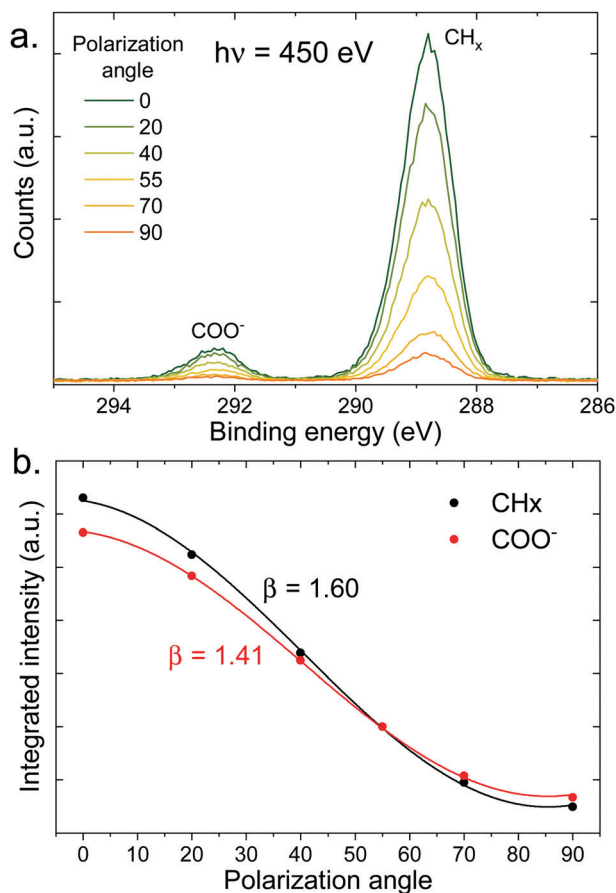 a.
Polarization
angle
0
20
40
55
70
90
hν = 450 eV
CHₓ
COO⁻
Counts (a.u.)
294 292 290 288 286
Binding energy (eV)
b.
CHx
COO⁻
β = 1.60
β = 1.41
Integrated intensity (a.u.)
0 10 20 30 40 50 60 70 80 90
Polarization angle